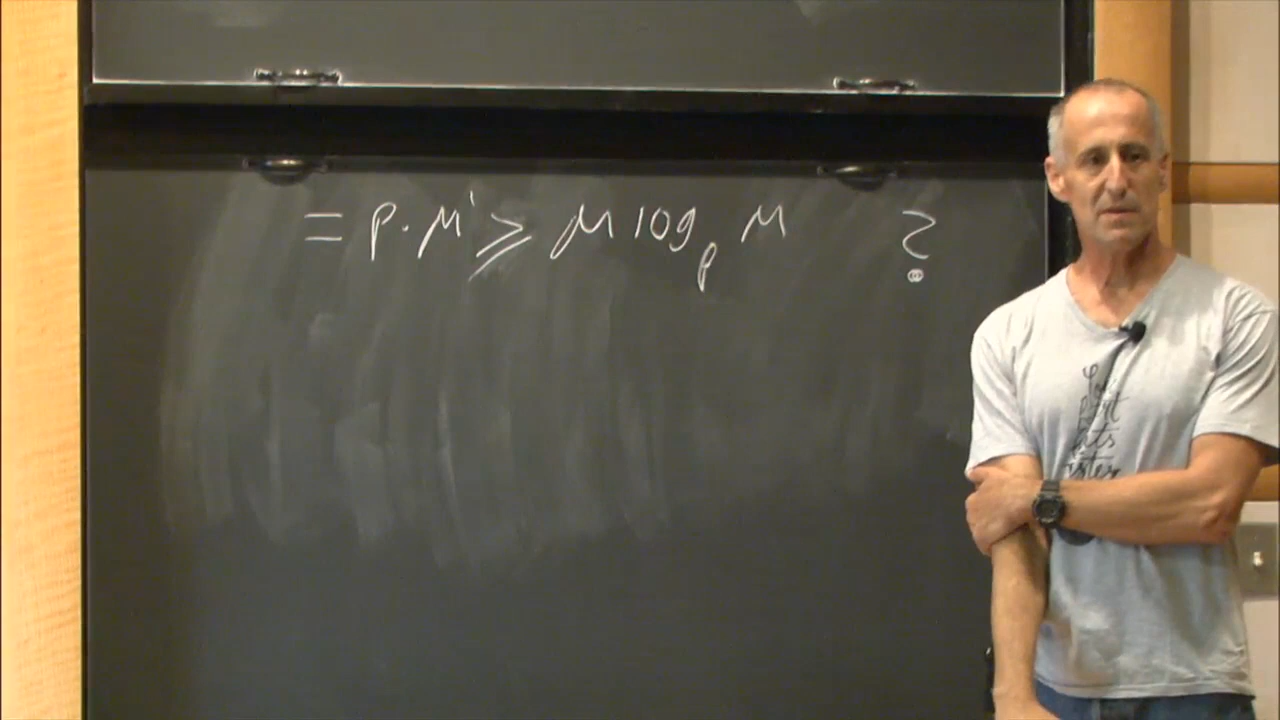 = p · μ' ≥ μ log_p μ ?